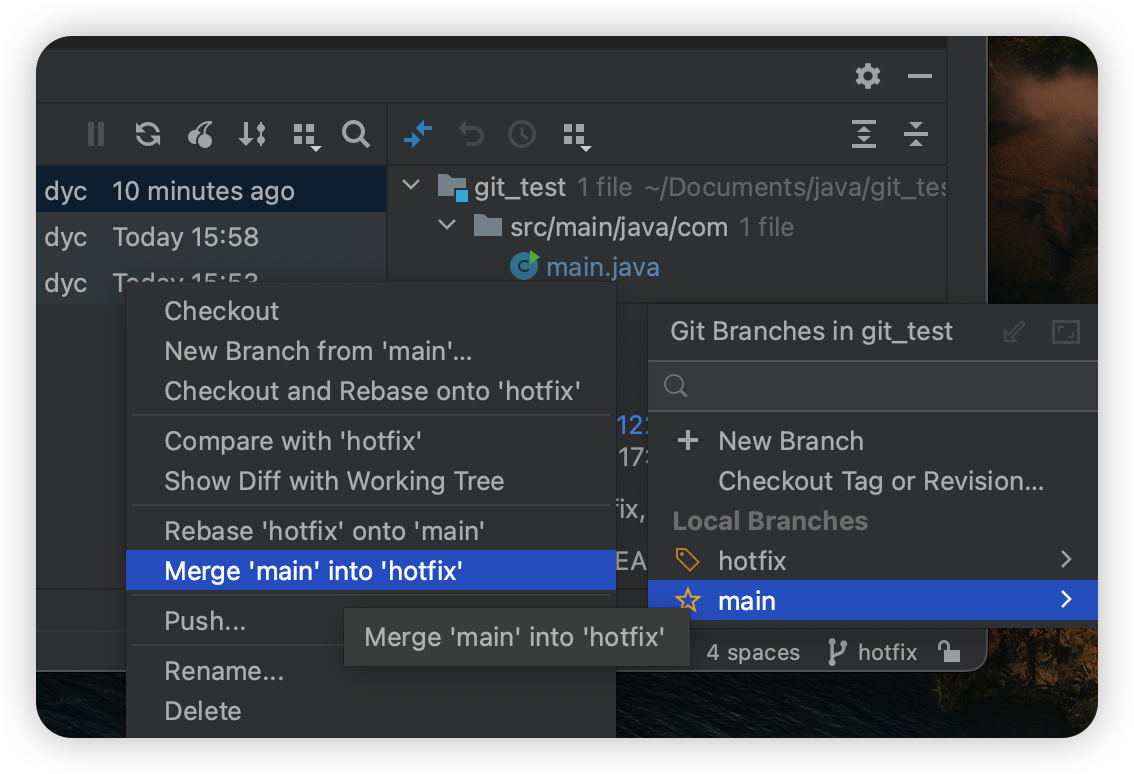 dyc 10 minutes ago
dyc Today 15:58
dyc Today 15:53
git_test 1 file ~/Documents/java/git_tes
src/main/java/com 1 file
main.java
Checkout
New Branch from 'main'...
Checkout and Rebase onto 'hotfix'
Compare with 'hotfix'
Show Diff with Working Tree
Rebase 'hotfix' onto 'main'
Merge 'main' into 'hotfix'
Push...
Rename...
Delete
Merge 'main' into 'hotfix'
17:
fix,
EA
Git Branches in git_test
New Branch
Checkout Tag or Revision...
Local Branches
hotfix
main
4 spaces
hotfix